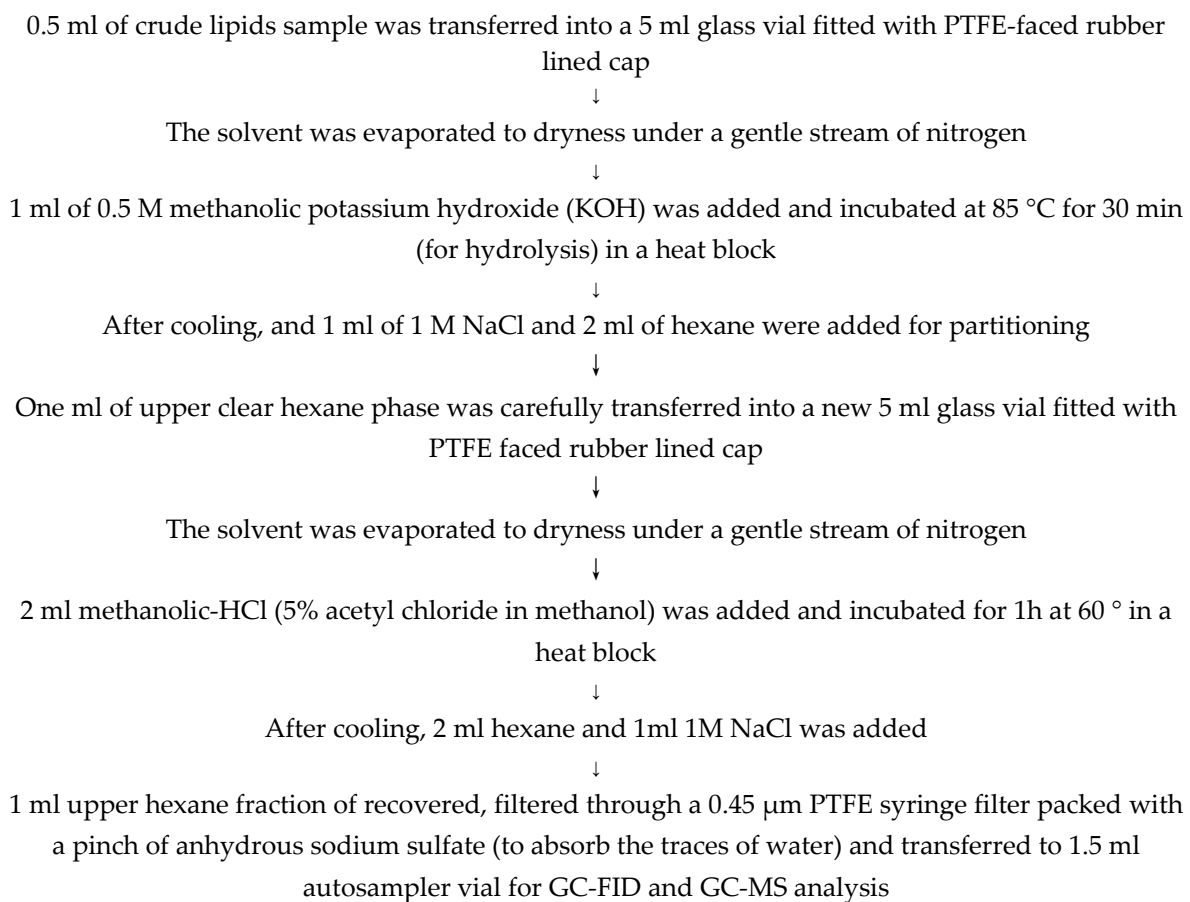 0.5 ml of crude lipids sample was transferred into a 5 ml glass vial fitted with PTFE-faced rubber
lined cap
↓
The solvent was evaporated to dryness under a gentle stream of nitrogen
↓
1 ml of 0.5 M methanolic potassium hydroxide (KOH) was added and incubated at 85 °C for 30 min
(for hydrolysis) in a heat block
↓
After cooling, and 1 ml of 1 M NaCl and 2 ml of hexane were added for partitioning
↓
One ml of upper clear hexane phase was carefully transferred into a new 5 ml glass vial fitted with
PTFE faced rubber lined cap
↓
The solvent was evaporated to dryness under a gentle stream of nitrogen
↓
2 ml methanolic-HCl (5% acetyl chloride in methanol) was added and incubated for 1h at 60 ° in a
heat block
↓
After cooling, 2 ml hexane and 1ml 1M NaCl was added
↓
1 ml upper hexane fraction of recovered, filtered through a 0.45 µm PTFE syringe filter packed with
a pinch of anhydrous sodium sulfate (to absorb the traces of water) and transferred to 1.5 ml
autosampler vial for GC-FID and GC-MS analysis